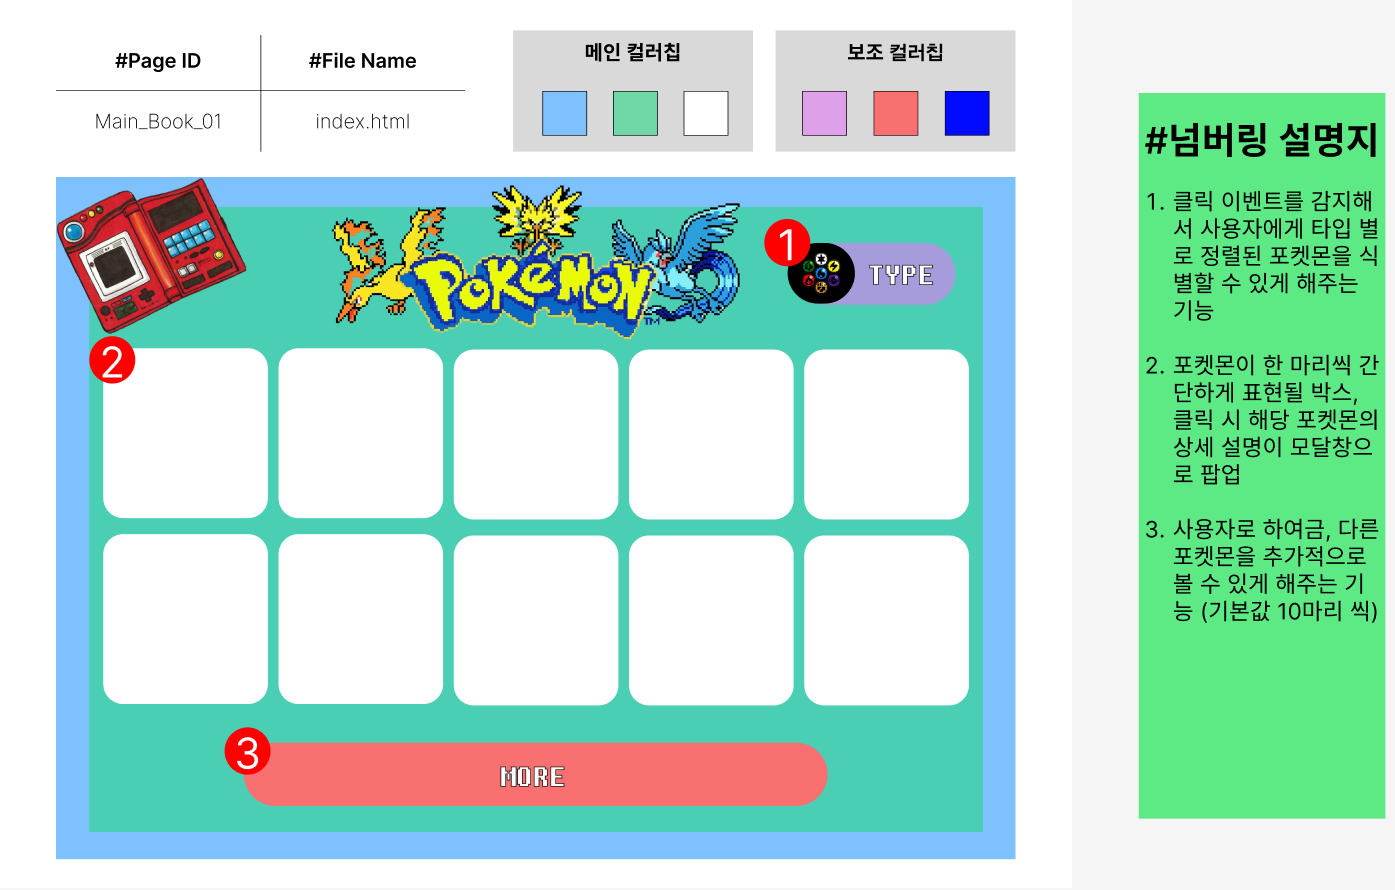 #Page ID
#File Name
Main_Book_01
index.html
메인 컬러칩
보조 컬러칩
POKéMON
TM
1
TYPE
2
3
MORE
#넘버링 설명지
1. 클릭 이벤트를 감지해
서 사용자에게 타입 별
로 정렬된 포켓몬을 식
별할 수 있게 해주는
기능
2. 포켓몬이 한 마리씩 간
단하게 표현될 박스,
클릭 시 해당 포켓몬의
상세 설명이 모달창으
로 팝업
3. 사용자로 하여금, 다른
포켓몬을 추가적으로
볼 수 있게 해주는 기
능 (기본값 10마리 씩)